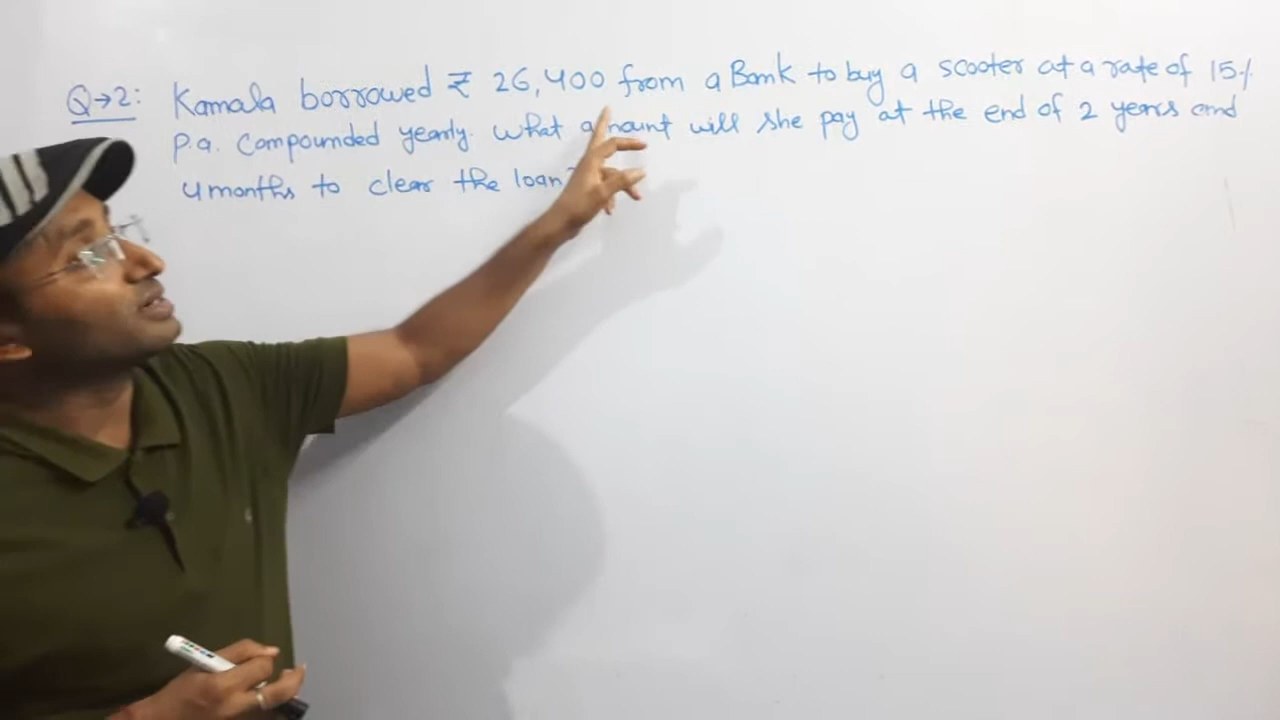 Q→2: Kamala borrowed ₹ 26,400 from a Bank to buy a scooter at a rate of 15%
p.a. compounded yearly. What amount will she pay at the end of 2 years and
4 months to clear the loan?